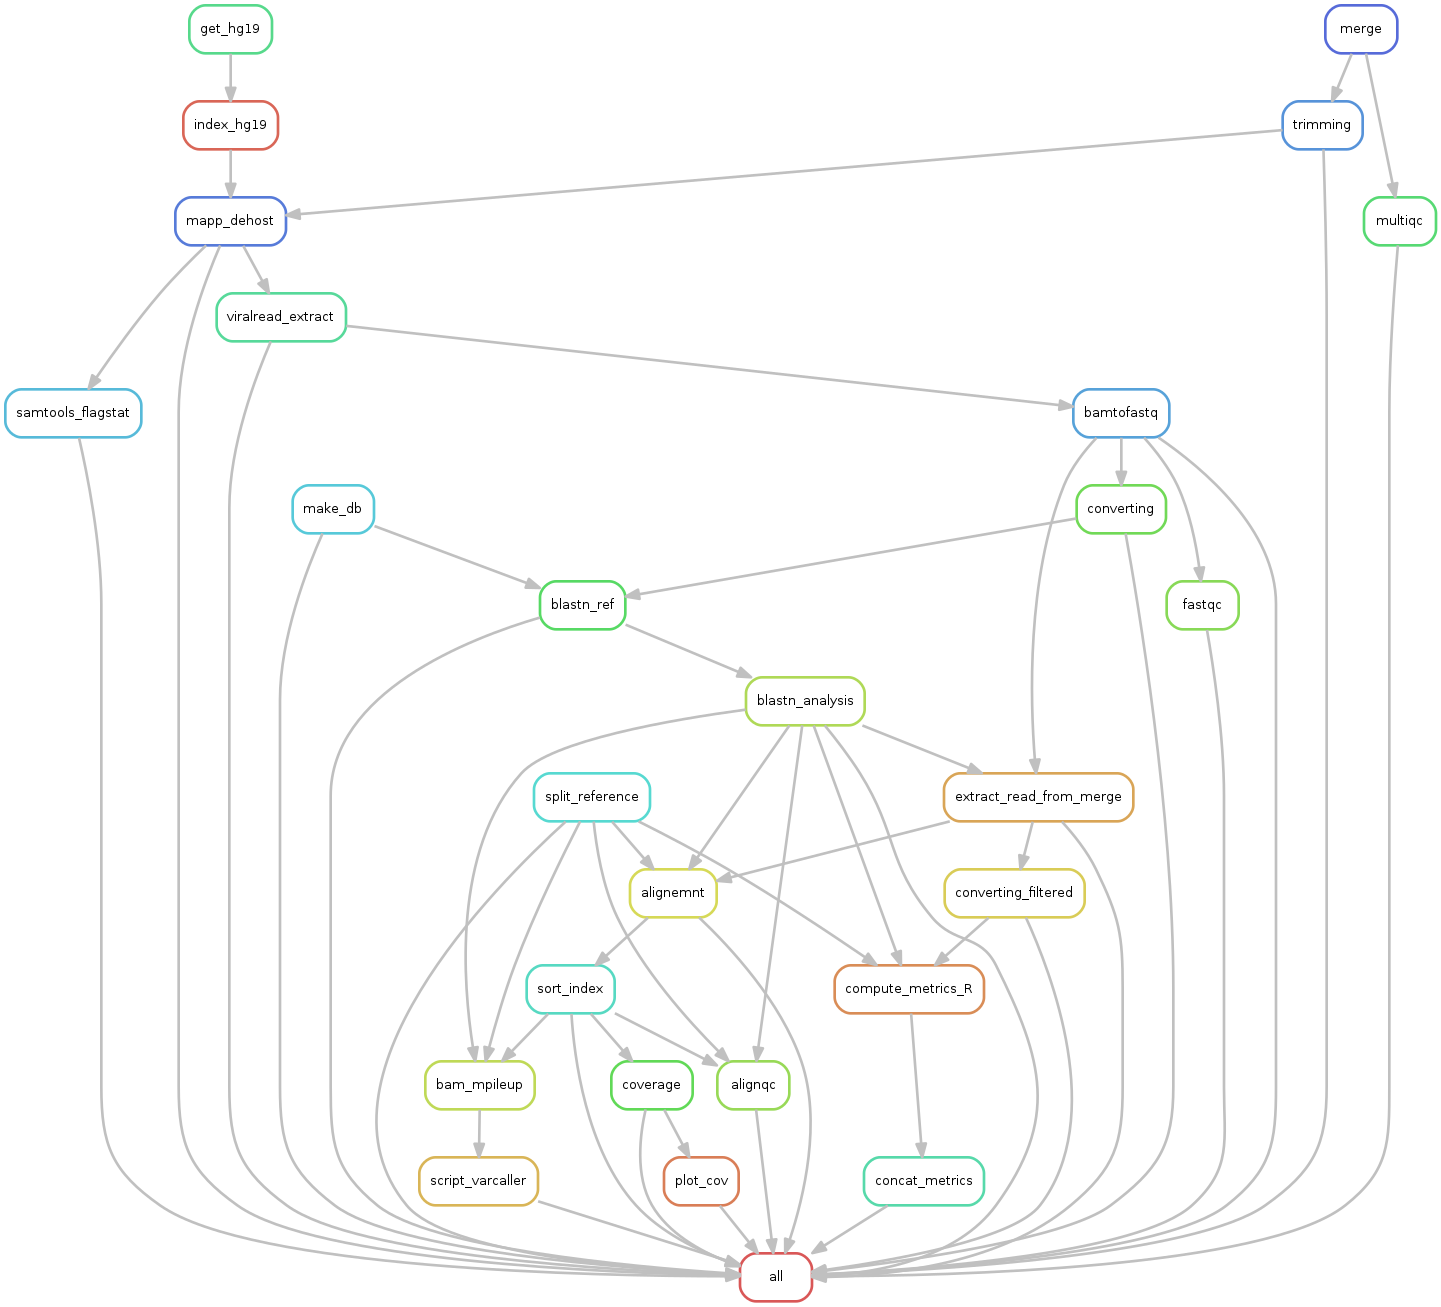 get_hg19
merge
index_hg19
trimming
mapp_dehost
multiqc
viralread_extract
samtools_flagstat
bamtofastq
make_db
converting
blastn_ref
fastqc
blastn_analysis
split_reference
extract_read_from_merge
alignemnt
converting_filtered
sort_index
compute_metrics_R
bam_mpileup
coverage
alignqc
script_varcaller
plot_cov
concat_metrics
all